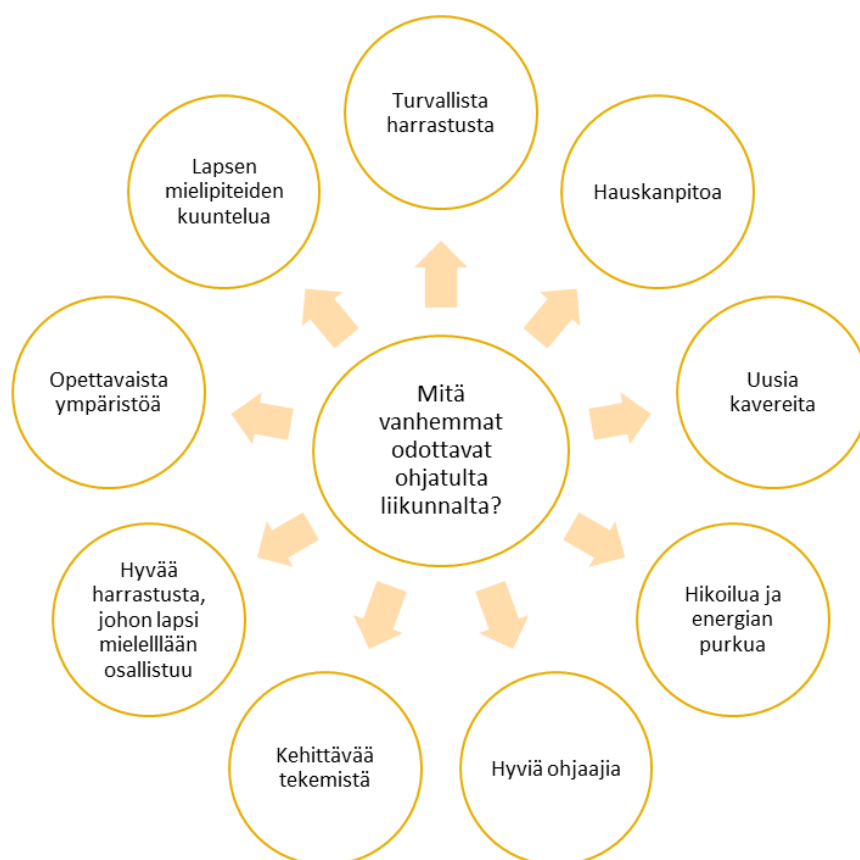 Turvallista
harrastusta
Hauskanpitoa
Uusia
kavereita
Hikoilua ja
energian
purkua
Hyviä ohjaajia
Kehittävää
tekemistä
Hyvää
harrastusta,
johon lapsi
mielelllään
osallistuu
Opettavaista
ympäristöä
Lapsen
mielipiteiden
kuuntelua
Mitä
vanhemmat
odottavat
ohjatulta
liikunnalta?